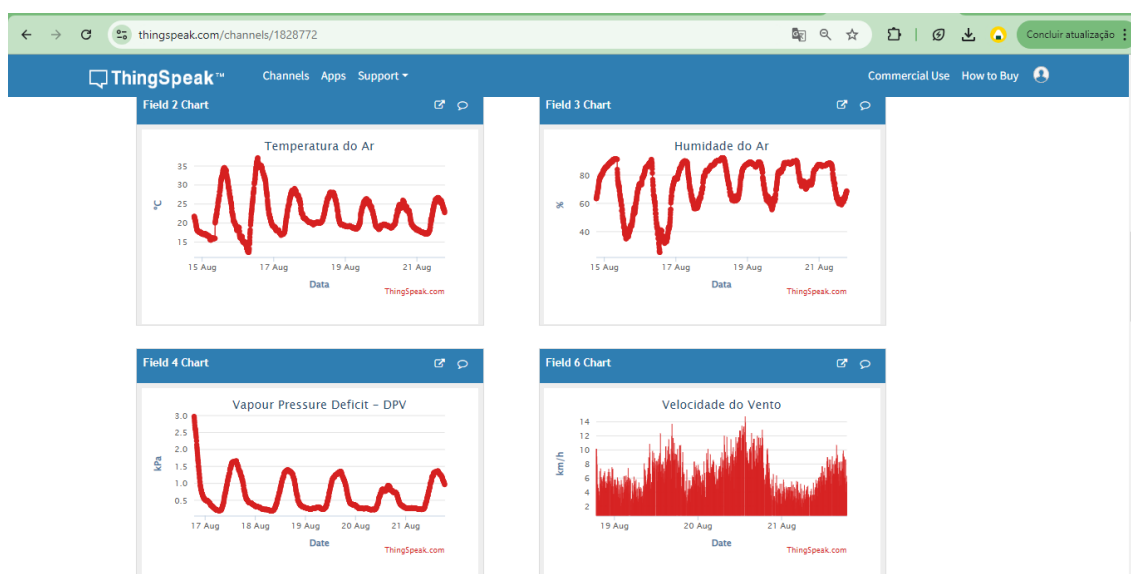 thingspeak.com/channels/1828772
Concluir atualização
ThingSpeak™
Channels Apps Support
Commercial Use How to Buy
Field 2 Chart
Temperatura do Ar
35
30
25
20
15
°C
15 Aug 17 Aug 19 Aug 21 Aug
Data
ThingSpeak.com
Field 3 Chart
Humidade do Ar
80
60
40
%
15 Aug 17 Aug 19 Aug 21 Aug
Data
ThingSpeak.com
Field 4 Chart
Vapour Pressure Deficit - DPV
3.0
2.5
2.0
1.5
1.0
0.5
kPa
17 Aug 18 Aug 19 Aug 20 Aug 21 Aug
Date
ThingSpeak.com
Field 6 Chart
Velocidade do Vento
14
12
10
8
6
4
2
km/h
19 Aug 20 Aug 21 Aug
Date
ThingSpeak.com